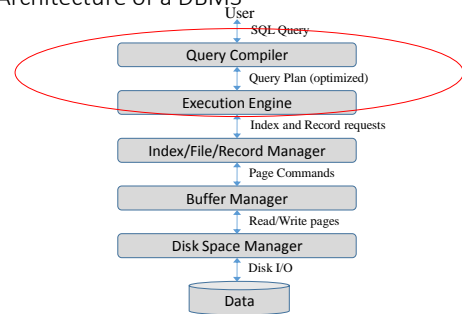 Architecture of a DBMS
User
SQL Query
Query Compiler
Query Plan (optimized)
Execution Engine
Index and Record requests
Index/File/Record Manager
Page Commands
Buffer Manager
Read/Write pages
Disk Space Manager
Disk I/O
Data